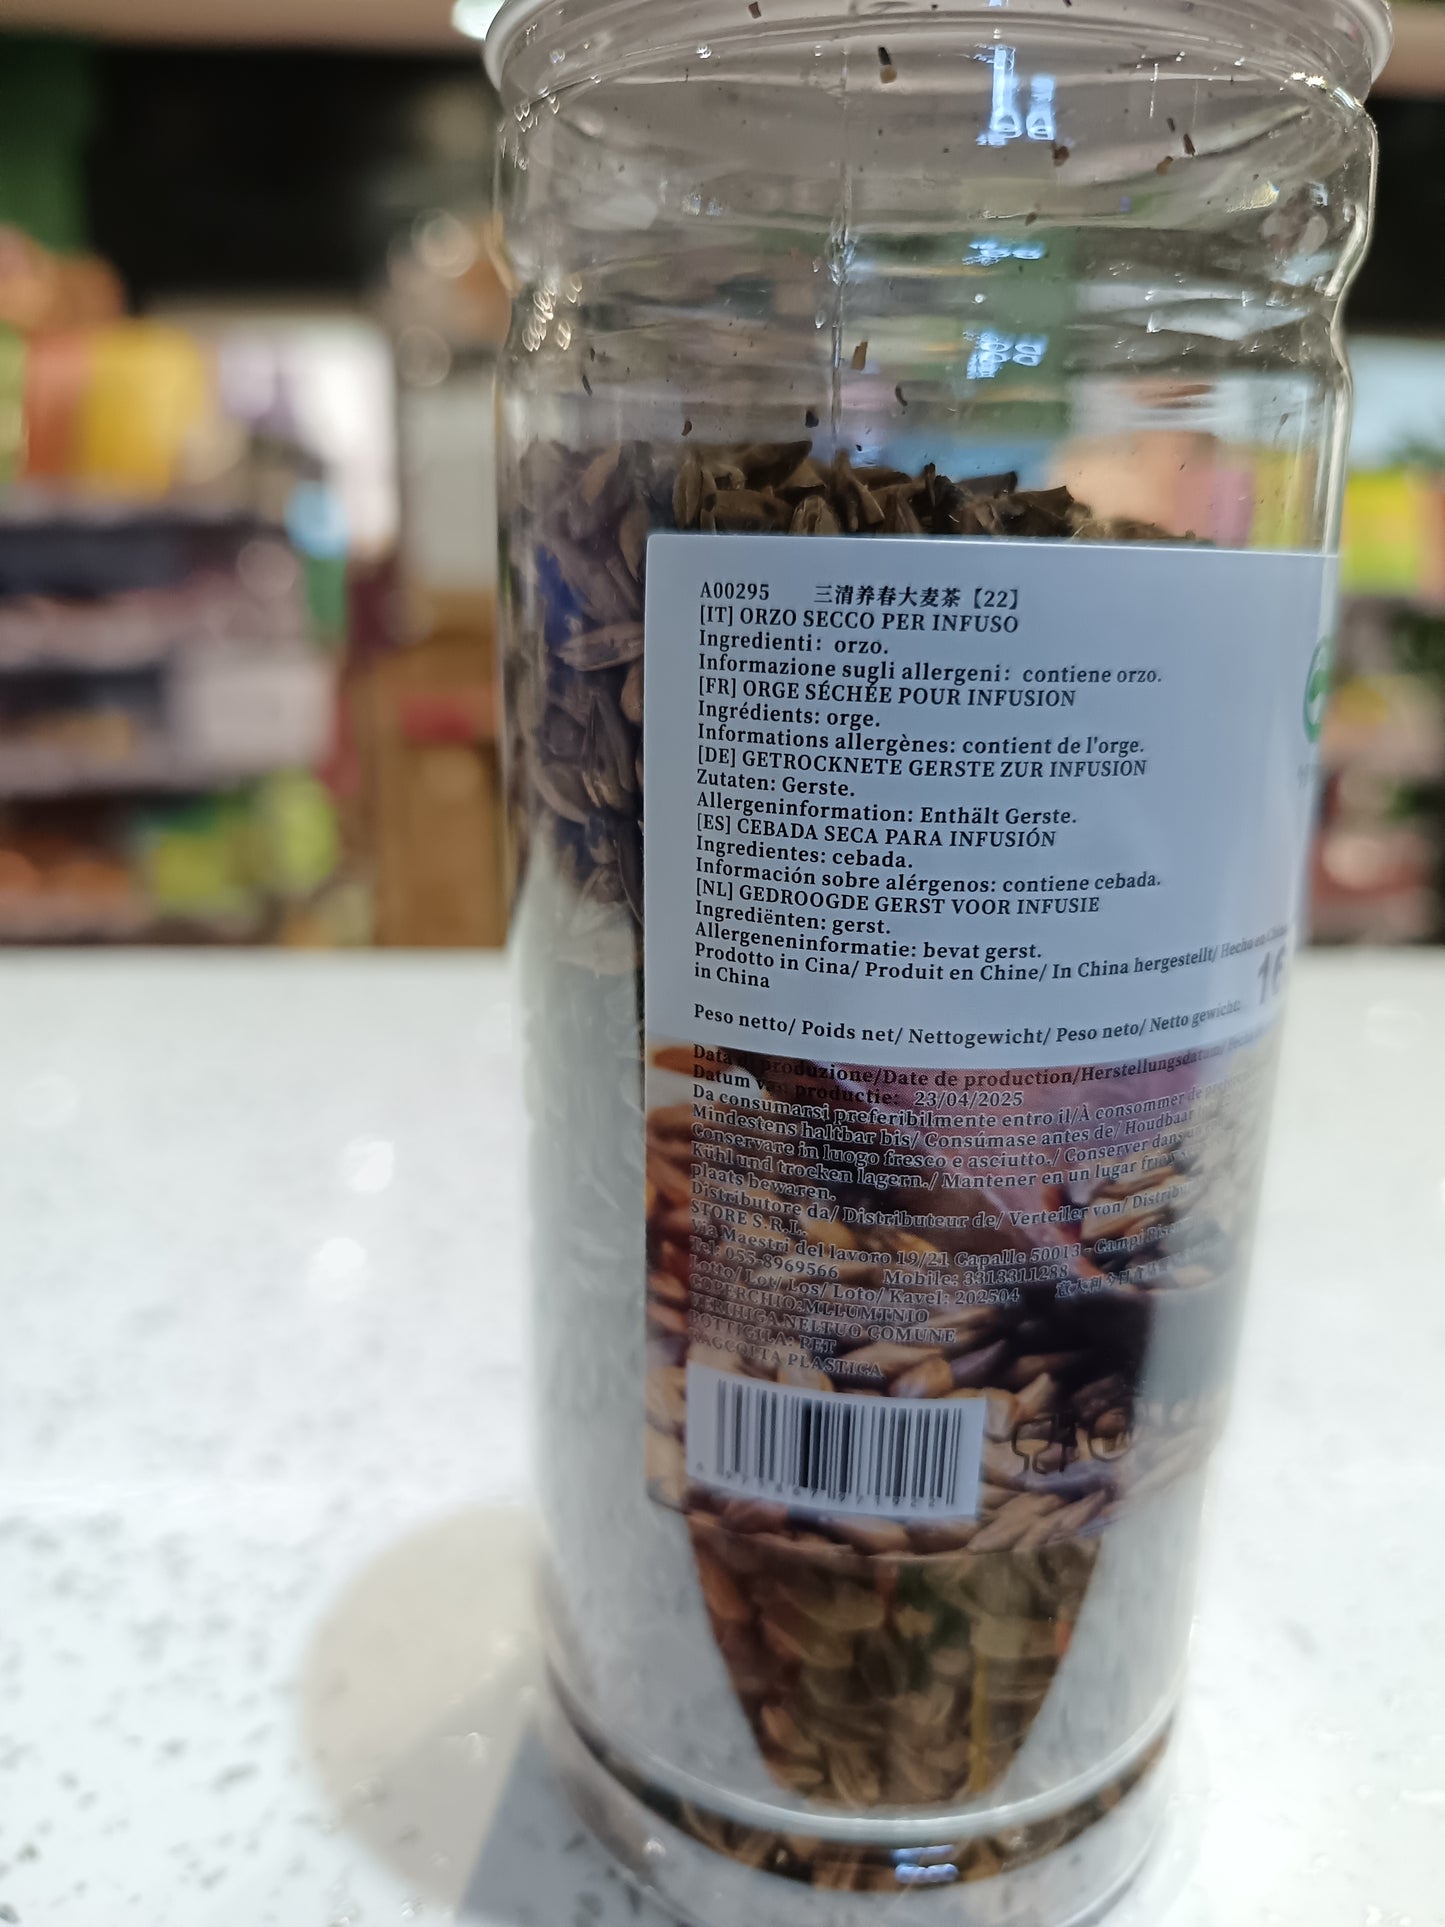 A00295 三清养春大麦茶【22】
[IT] ORZO SECCO PER INFUSO
Ingredienti: orzo.
Informazione sugli allergeni: contiene orzo.
[FR] ORGE SÉCHÉE POUR INFUSION
Ingrédients: orge.
Informations allergènes: contient de l'orge.
[DE] GETROCKNETE GERSTE ZUR INFUSION
Zutaten: Gerste.
Allergeninformation: Enthält Gerste.
[ES] CEBADA SECA PARA INFUSIÓN
Ingredientes: cebada.
Información sobre alérgenos: contiene cebada.
[NL] GEDROOGDE GERST VOOR INFUSIE
Ingrediënten: gerst.
Allergeneninformatie: bevat gerst.
Prodotto in Cina/ Produit en Chine/ In China hergestellt/ Hecho en China
in China
Peso netto/ Poids net/ Nettogewicht/ Peso neto/ Netto gewicht:
Data di produzione/Date de production/Herstellungsdatum/
Datum van productie: 23/04/2025
Da consumarsi preferibilmente entro il/À consommer de
Mindestens haltbar bis/ Consúmase antes de/ Houdbaar
Conservare in luogo fresco e asciutto./ Conserver dans un
Kühl und trocken lagern./ Mantener en un lugar
plaats bewaren.
Distributore da/ Distributeur de/ Verteiler von/
STORE S.R.L.
Via Maestri del lavoro 19/21 Capalle 50013 - Campi
Tel: 055-8969566 Mobile: 3313311288
Lotto/ Lot/ Los/ Loto/ Kavel: 202504
BOTTIGLIA: PET
RACCOLTA PLASTICA